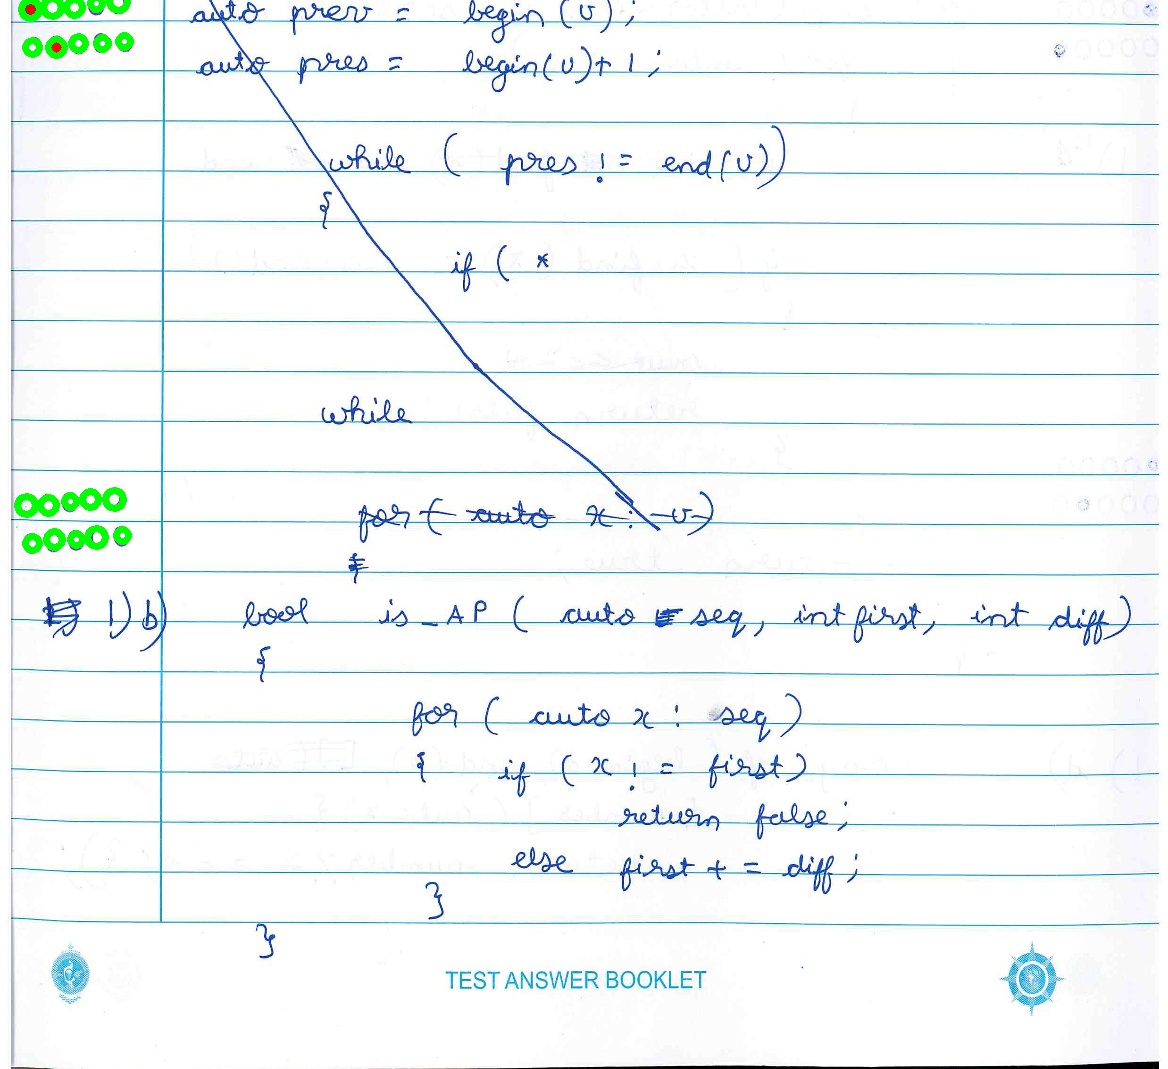 auto prev = begin (v);
auto pres = begin(v)+ 1;
while ( pres != end(v))
{
if ( *
while
for ( auto x : v)
{
1) b) bool is_AP ( auto seq, int first, int diff)
{
for ( auto x : seq)
{ if ( x != first)
return false;
else first += diff;
}
}
TEST ANSWER BOOKLET